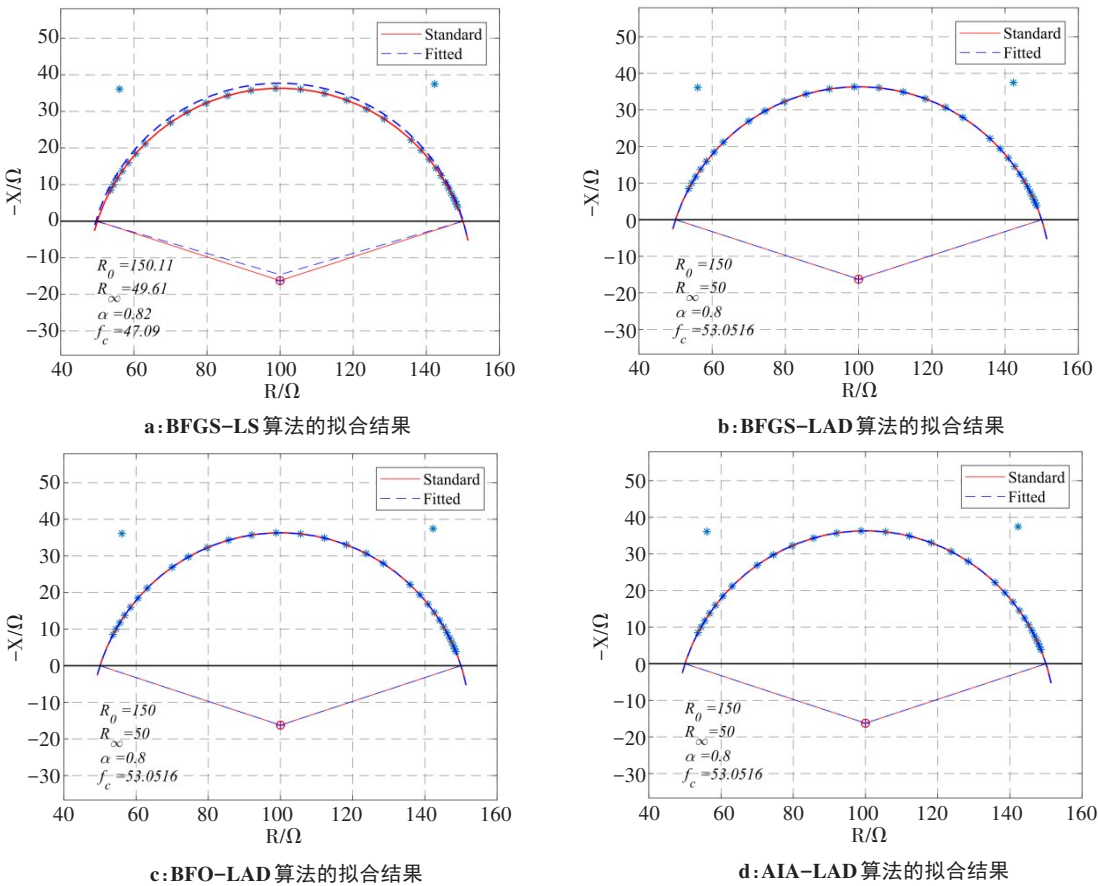 50
40
30
20
10
0
−10
−20
−30
−X/Ω
Standard
Fitted
R0 =150.11
R∞ =49.61
α =0.82
fc =47.09
40 60 80 100 120 140 160
R/Ω
a:BFGS−LS算法的拟合结果
50
40
30
20
10
0
−10
−20
−30
−X/Ω
Standard
Fitted
R0 =150
R∞ =50
α =0.8
fc =53.0516
40 60 80 100 120 140 160
R/Ω
b:BFGS−LAD算法的拟合结果
50
40
30
20
10
0
−10
−20
−30
−X/Ω
Standard
Fitted
R0 =150
R∞ =50
α =0.8
fc =53.0516
40 60 80 100 120 140 160
R/Ω
c:BFO−LAD算法的拟合结果
50
40
30
20
10
0
−10
−20
−30
−X/Ω
Standard
Fitted
R0 =150
R∞ =50
α =0.8
fc =53.0516
40 60 80 100 120 140 160
R/Ω
d:AIA−LAD算法的拟合结果